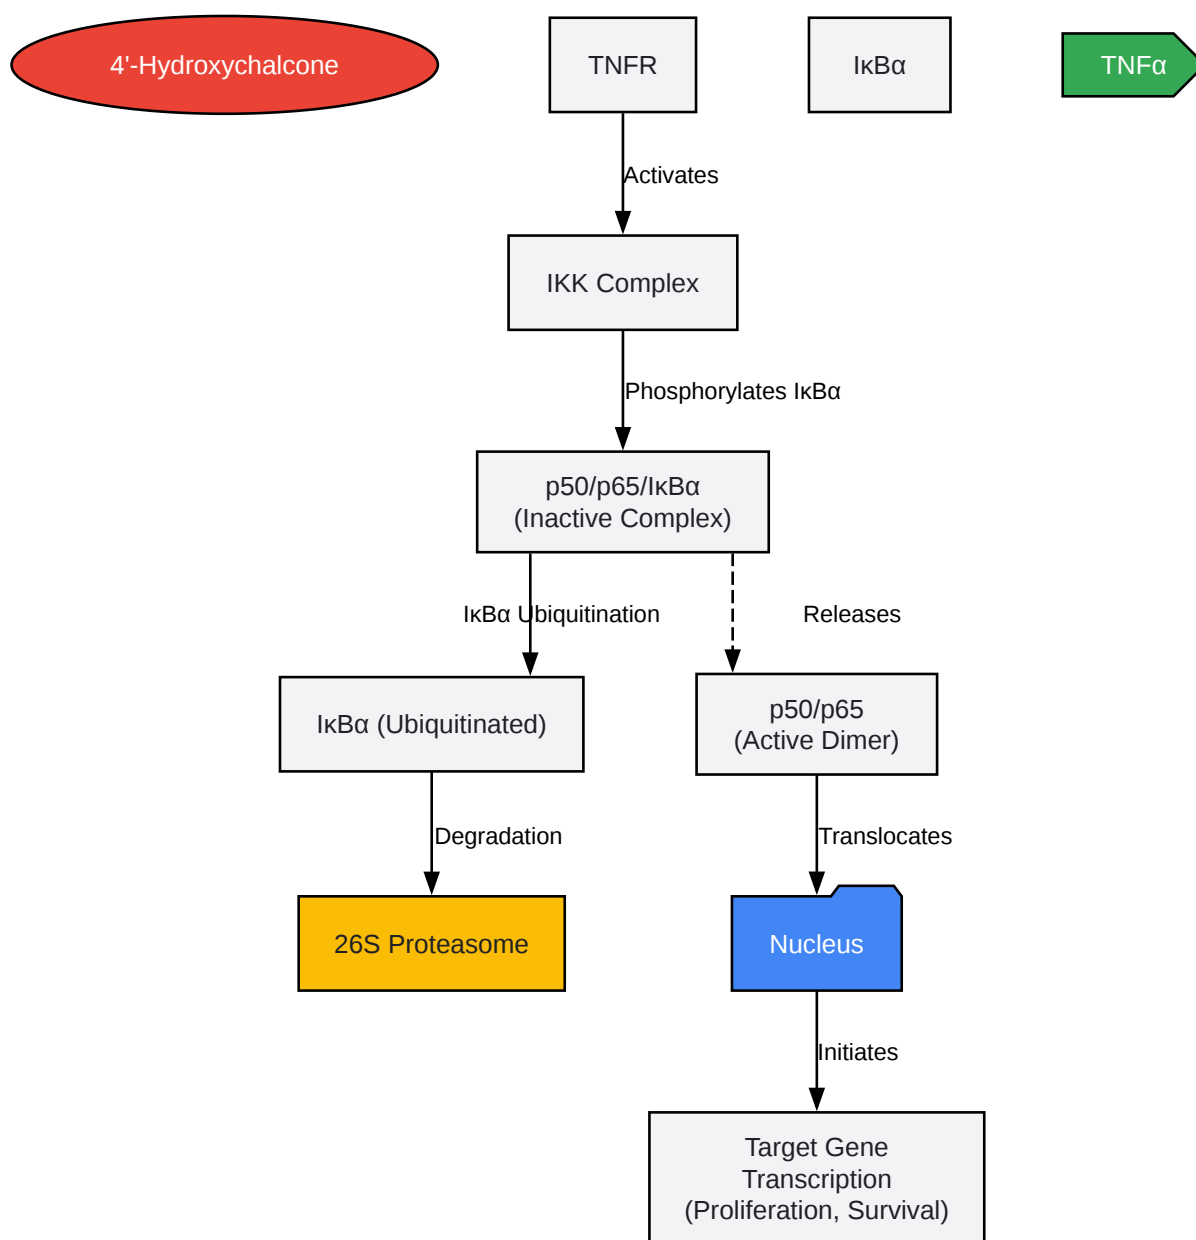 4'-Hydroxychalcone
TNFR
IκBα
TNFα
Activates
IKK Complex
Phosphorylates IκBα
p50/p65/IκBα
(Inactive Complex)
IκBα Ubiquitination
Releases
IκBα (Ubiquitinated)
p50/p65
(Active Dimer)
Degradation
Translocates
26S Proteasome
Nucleus
Initiates
Target Gene
Transcription
(Proliferation, Survival)